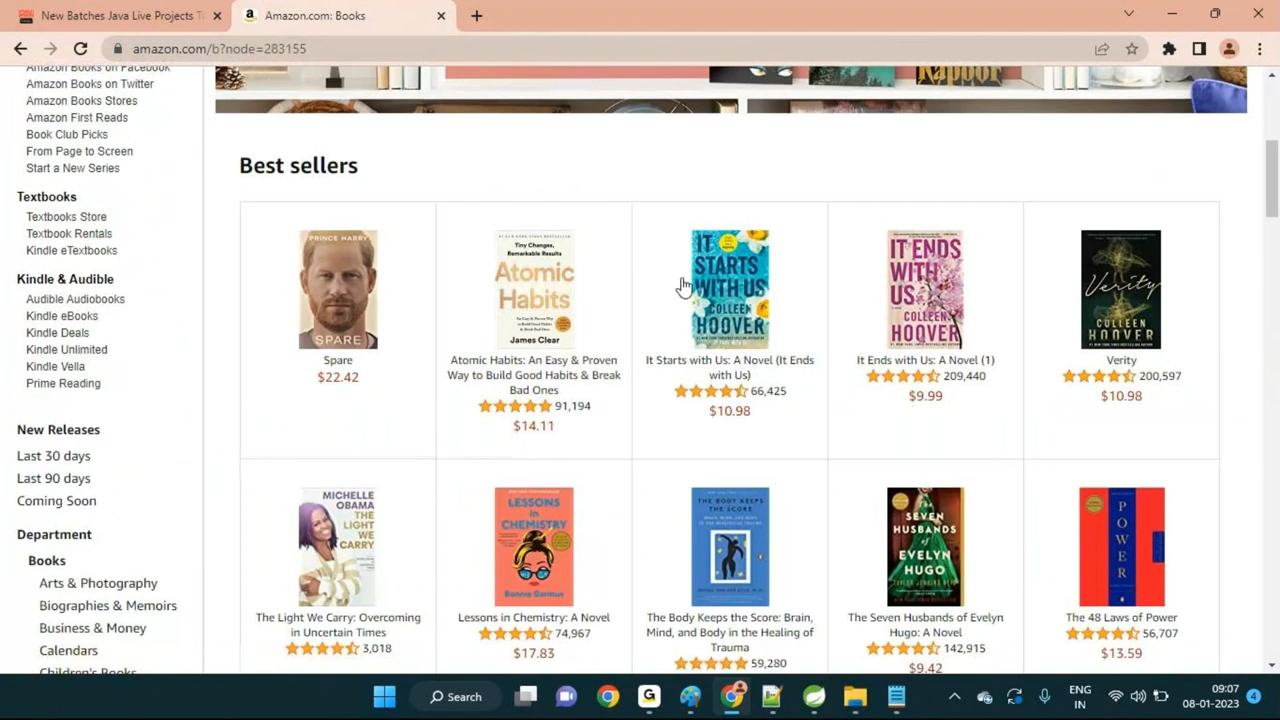 New Batches Java Live Projects T
Amazon.com: Books
amazon.com/b?node=283155
Amazon Books on Facebook
Amazon Books on Twitter
Amazon Books Stores
Amazon First Reads
Book Club Picks
From Page to Screen
Start a New Series
Textbooks
Textbooks Store
Textbook Rentals
Kindle eTextbooks
Kindle & Audible
Audible Audiobooks
Kindle eBooks
Kindle Deals
Kindle Unlimited
Kindle Vella
Prime Reading
New Releases
Last 30 days
Last 90 days
Coming Soon
Department
Books
Arts & Photography
Biographies & Memoirs
Business & Money
Calendars
Children's Books
Kapoor
Best sellers
PRINCE HARRY
SPARE
Spare
$22.42
Tiny Changes,
Remarkable Results
Atomic
Habits
James Clear
Atomic Habits: An Easy & Proven
Way to Build Good Habits & Break
Bad Ones
91,194
$14.11
IT
STARTS
WITH US
COLLEEN
HOOVER
It Starts with Us: A Novel (It Ends
with Us)
66,425
$10.98
IT ENDS
WITH
US
COLLEEN
HOOVER
It Ends with Us: A Novel (1)
209,440
$9.99
Verity
COLLEEN
HOOVER
Verity
200,597
$10.98
MICHELLE
OBAMA
THE
LIGHT
WE
CARRY
The Light We Carry: Overcoming
in Uncertain Times
3,018
LESSONS
in
CHEMISTRY
Bonnie Garmus
Lessons in Chemistry: A Novel
74,967
$17.83
THE BODY KEEPS
THE SCORE
The Body Keeps the Score: Brain,
Mind, and Body in the Healing of
Trauma
59,280
THE
SEVEN
HUSBANDS
OF
EVELYN
HUGO
TAYLOR JENKINS REID
The Seven Husbands of Evelyn
Hugo: A Novel
142,915
$9.42
POWER
The 48 Laws of Power
56,707
$13.59
Search
ENG
IN
09:07
08-01-2023